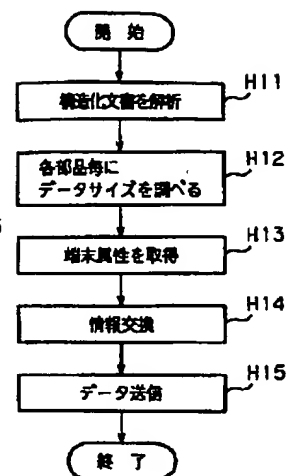 開 始
構造化文書を解析
H11
各部品毎に
データサイズを調べる
H12
端末属性を取得
H13
情報交換
H14
データ送信
H15
終 了